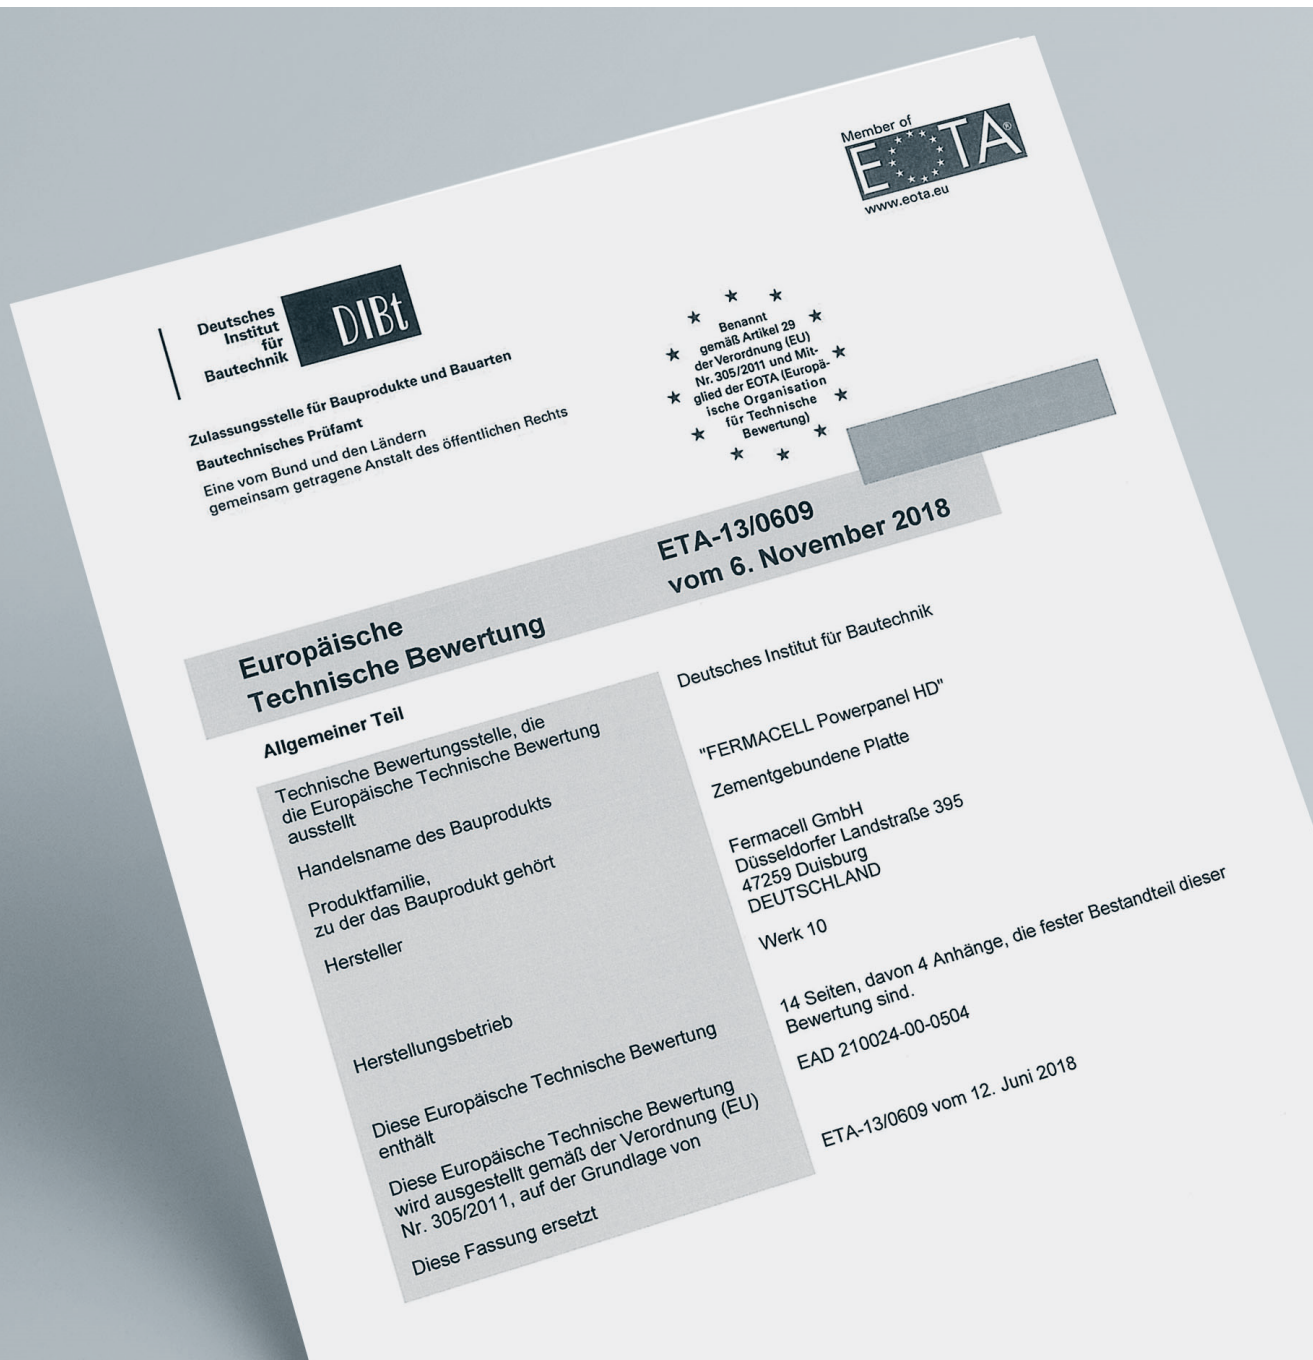 Member of
EOTA®
www.eota.eu
Deutsches
Institut
für
Bautechnik
DIBt
Zulassungsstelle für Bauprodukte und Bauarten
Bautechnisches Prüfamt
Eine vom Bund und den Ländern
gemeinsam getragene Anstalt des öffentlichen Rechts
Benannt
gemäß Artikel 29
der Verordnung (EU)
Nr. 305/2011 und Mit-
glied der EOTA (Europä-
ische Organisation
für Technische
Bewertung)
Europäische
Technische Bewertung
ETA-13/0609
vom 6. November 2018
Allgemeiner Teil
Technische Bewertungsstelle, die
die Europäische Technische Bewertung
ausstellt
Deutsches Institut für Bautechnik
Handelsname des Bauprodukts
"FERMACELL Powerpanel HD"
Produktfamilie,
zu der das Bauprodukt gehört
Zementgebundene Platte
Hersteller
Fermacell GmbH
Düsseldorfer Landstraße 395
47259 Duisburg
DEUTSCHLAND
Herstellungsbetrieb
Werk 10
Diese Europäische Technische Bewertung
enthält
14 Seiten, davon 4 Anhänge, die fester Bestandteil dieser
Bewertung sind.
Diese Europäische Technische Bewertung
wird ausgestellt gemäß der Verordnung (EU)
Nr. 305/2011, auf der Grundlage von
EAD 210024-00-0504
Diese Fassung ersetzt
ETA-13/0609 vom 12. Juni 2018